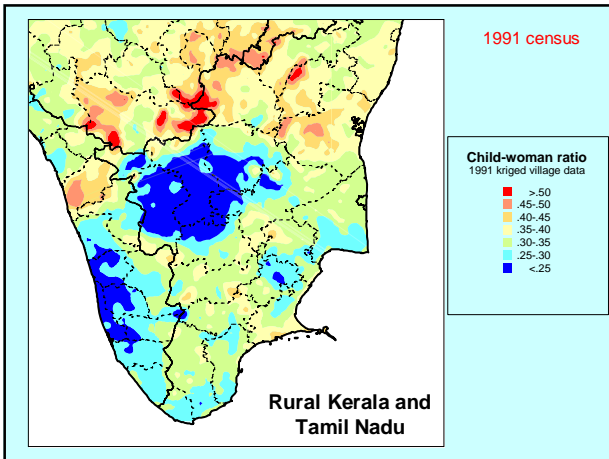 1991 census
Child-woman ratio
1991 kriged village data
>.50
.45-50
.40-45
.35-40
.30-35
.25-30
<.25
Rural Kerala and
Tamil Nadu